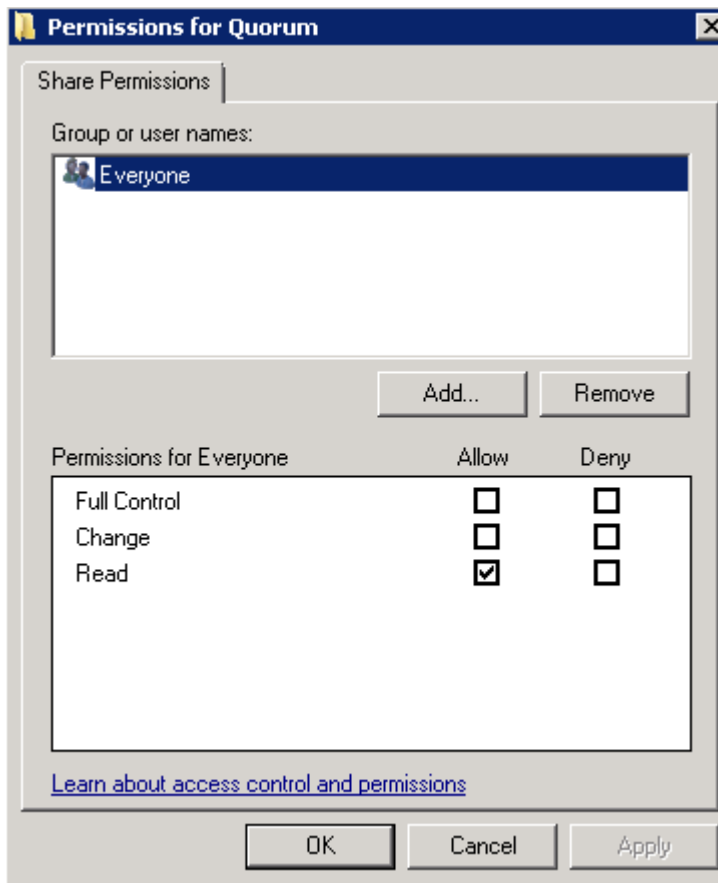 Permissions for Quorum
Share Permissions
Group or user names:
Everyone
Add... Remove
Permissions for Everyone Allow Deny
Full Control
Change
Read
Learn about access control and permissions
OK Cancel Apply